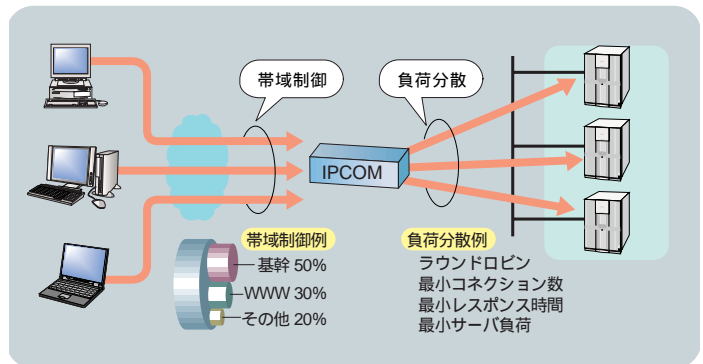 帯域制御
負荷分散
IPCOM
帯域制御例
基幹 50%
WWW 30%
その他 20%
負荷分散例
ラウンドロビン
最小コネクション数
最小レスポンス時間
最小サーバ負荷